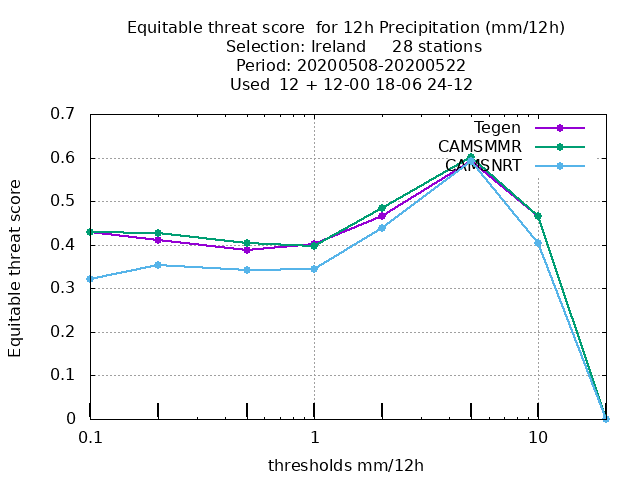 Equitable threat score  for 12h Precipitation (mm/12h)
Selection: Ireland     28 stations
Period: 20200508-20200522
Used  12 + 12-00 18-06 24-12
Tegen
CAMSMMR
CAMSNRT
0.7
0.6
0.5
0.4
0.3
0.2
0.1
0
Equitable threat score
0.1 1 10
thresholds mm/12h